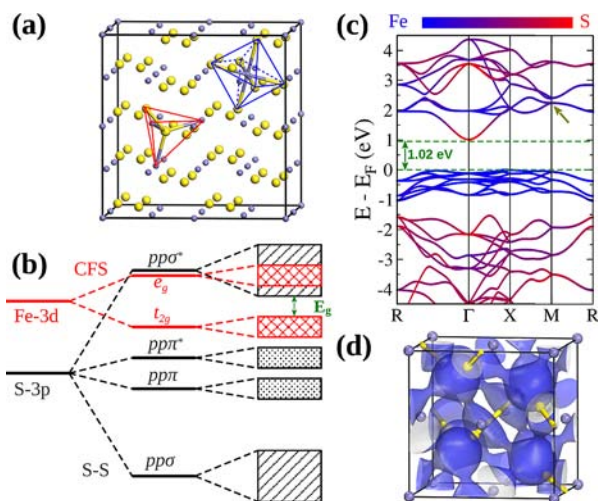 (a)
(b)
CFS
Fe-3d
S-3p
S-S
ppσ*
e_g
t_2g
ppπ*
ppπ
ppσ
E_g
(c)
Fe
S
E - E_F (eV)
4
3
2
1
0
-1
-2
-3
-4
1.02 eV
R
Γ
X
M
R
(d)